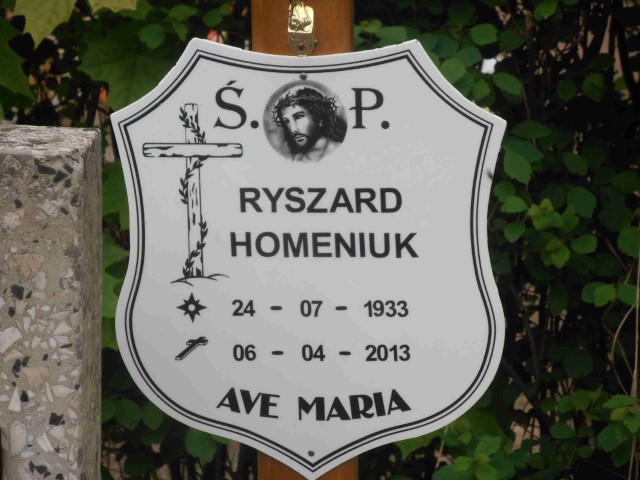 Ś. P.
RYSZARD
HOMENIUK
24 - 07 - 1933
06 - 04 - 2013
AVE MARIA